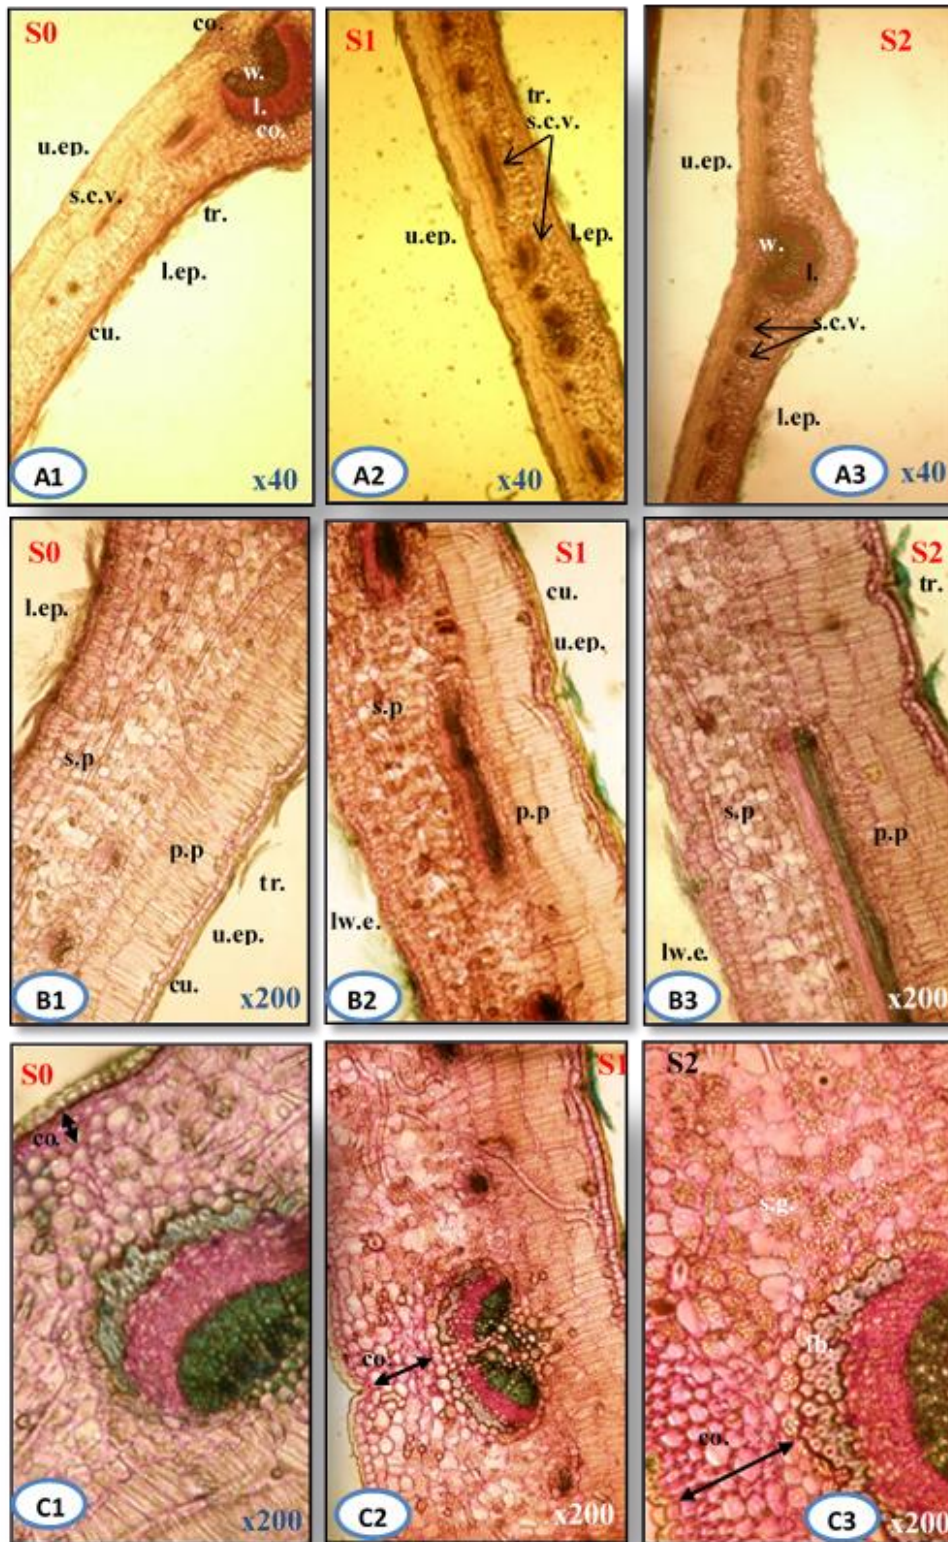 S0
co.
w.
l.
co.
u.ep.
s.c.v.
tr.
l.ep.
cu.
A1
x40
S1
tr.
s.c.v.
u.ep.
l.ep.
A2
x40
S2
u.ep.
w.
l.
s.c.v.
l.ep.
A3
x40
S0
l.ep.
s.p
p.p
tr.
u.ep.
cu.
B1
x200
S1
cu.
u.ep.
s.p
p.p
lw.e.
B2
x200
S2
tr.
s.p
p.p
lw.e.
B3
x200
S0
co.
C1
x200
S1
co.
C2
x200
S2
s.g.
fb.
co.
C3
x200